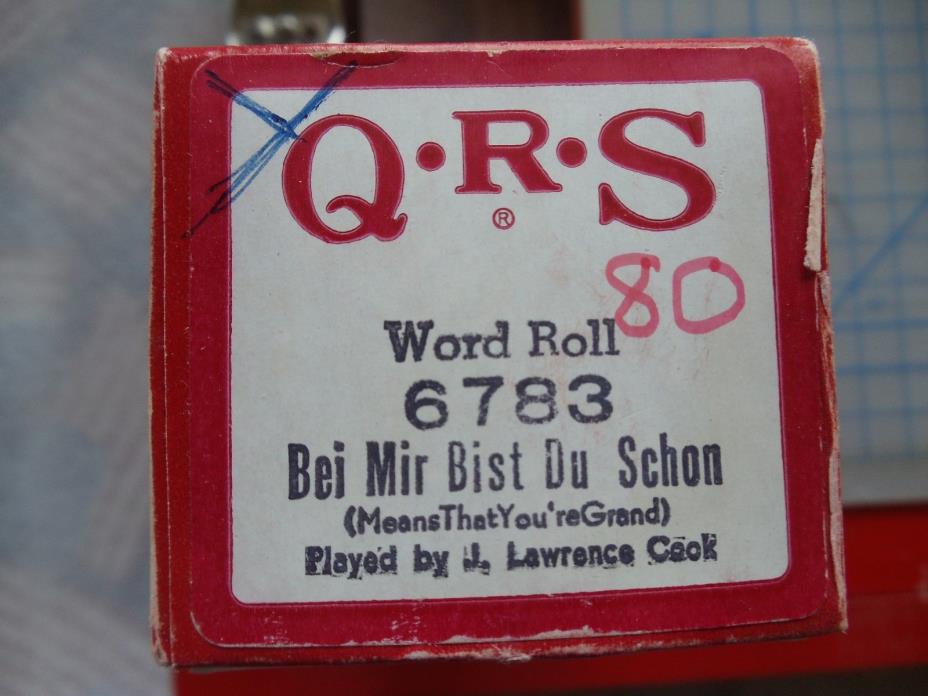 Q·R·S
®
80
Word Roll
6783
Bei Mir Bist Du Schon
(MeansThatYou'reGrand)
Played by J. Lawrence Cook